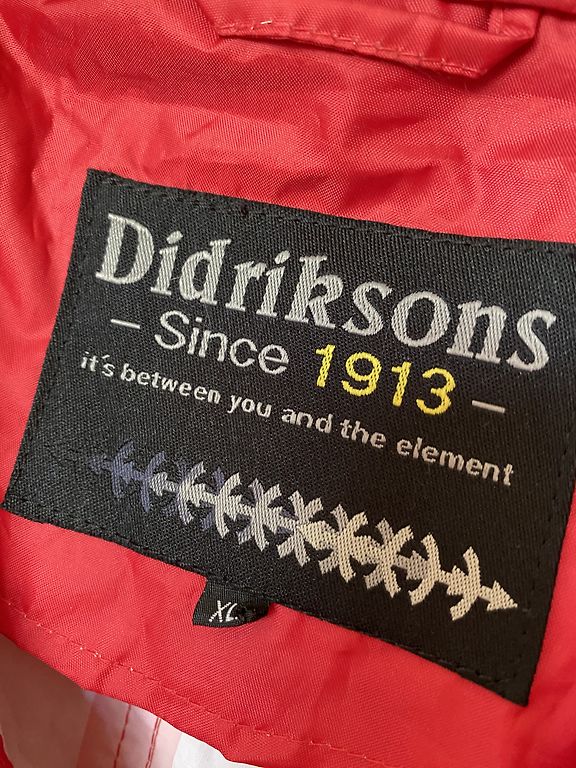 Didriksons
– Since 1913 –
it's between you and the element
XL